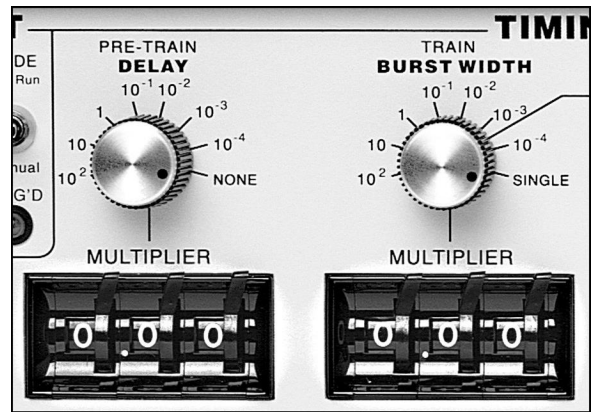 T
TIMIN
DE
Run
nual
G'D
PRE-TRAIN
DELAY
10⁻¹ 10⁻²
1 10⁻³
10 10⁻⁴
10² NONE
MULTIPLIER
0.00
TRAIN
BURST WIDTH
10⁻¹ 10⁻²
1 10⁻³
10 10⁻⁴
10² SINGLE
MULTIPLIER
0.00